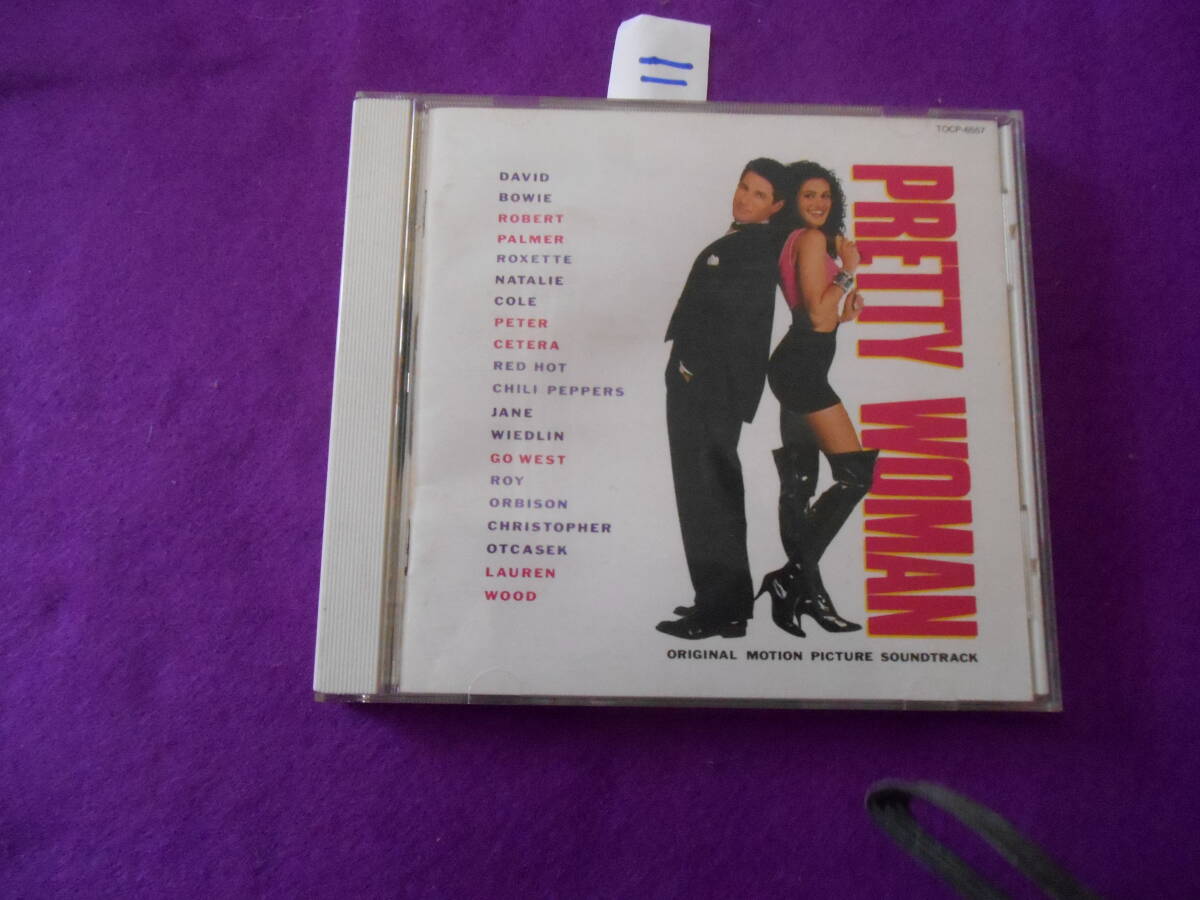 11
TOCP-6557
DAVID
BOWIE
ROBERT
PALMER
ROXETTE
NATALIE
COLE
PETER
CETERA
RED HOT
CHILI PEPPERS
JANE
WIEDLIN
GO WEST
ROY
ORBISON
CHRISTOPHER
OTCASEK
LAUREN
WOOD
PRETTY WOMAN
ORIGINAL MOTION PICTURE SOUNDTRACK